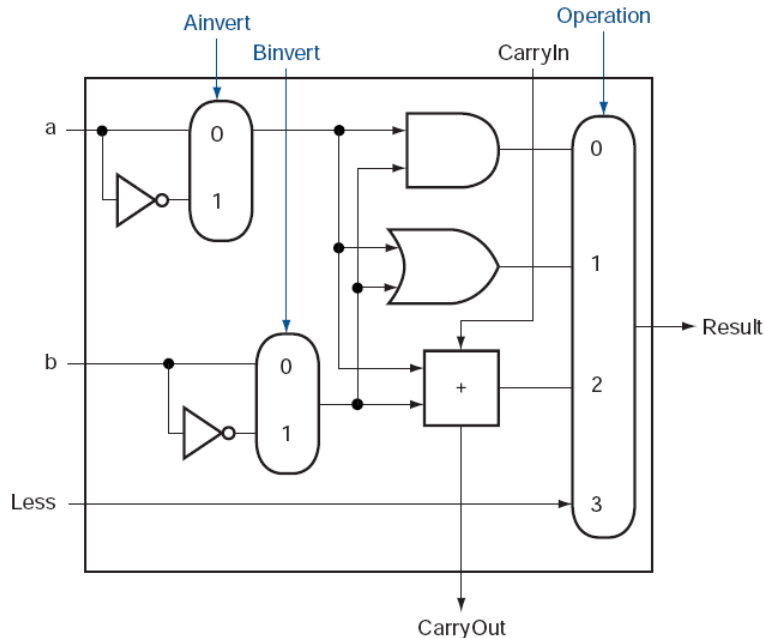 Operation
Ainvert
Binvert
CarryIn
a
0
1
0
1
b
0
1
+
2
Result
Less
3
CarryOut